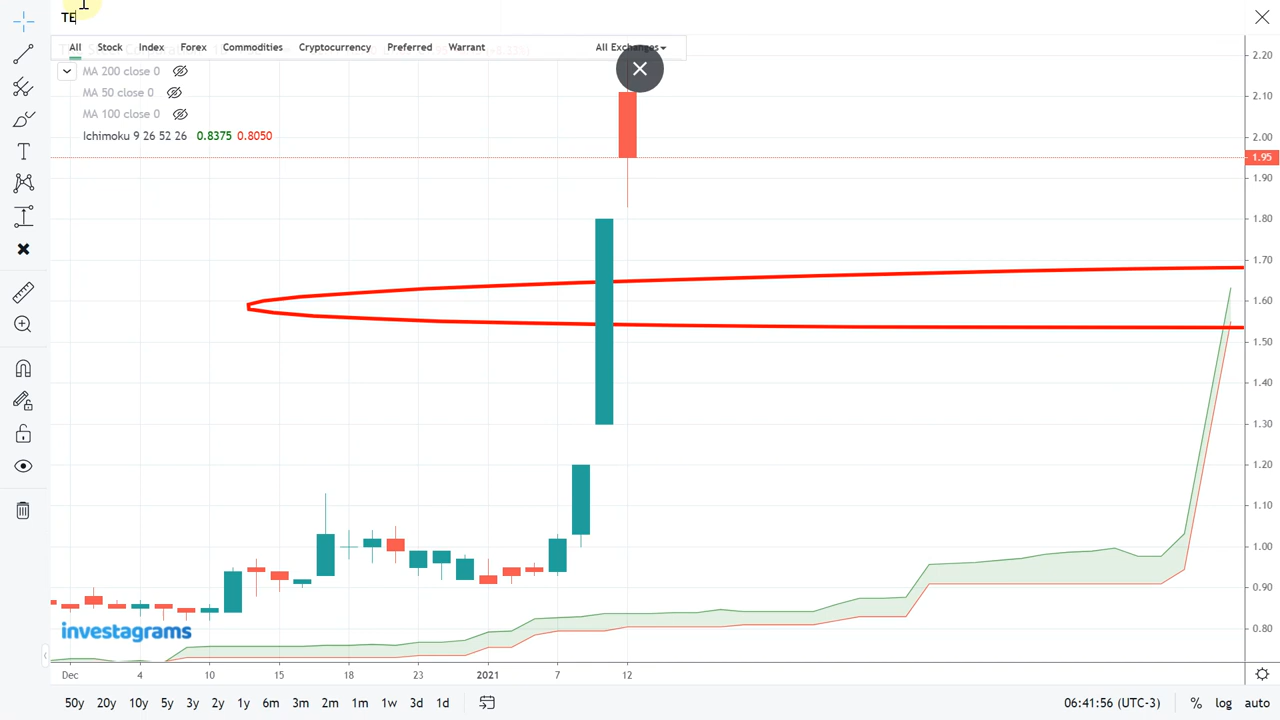 TE
All Stock Index Forex Commodities Cryptocurrency Preferred Warrant All Exchanges
MA 200 close 0
MA 50 close 0
MA 100 close 0
Ichimoku 9 26 52 26 0.8375 0.8050
2.20
2.10
2.00
1.95
1.90
1.80
1.70
1.60
1.50
1.40
1.30
1.20
1.10
1.00
0.90
0.80
investagrams
Dec 4 10 15 18 23 2021 7 12
50y 20y 10y 5y 3y 2y 1y 6m 3m 2m 1m 1w 3d 1d 06:41:56 (UTC-3) % log auto